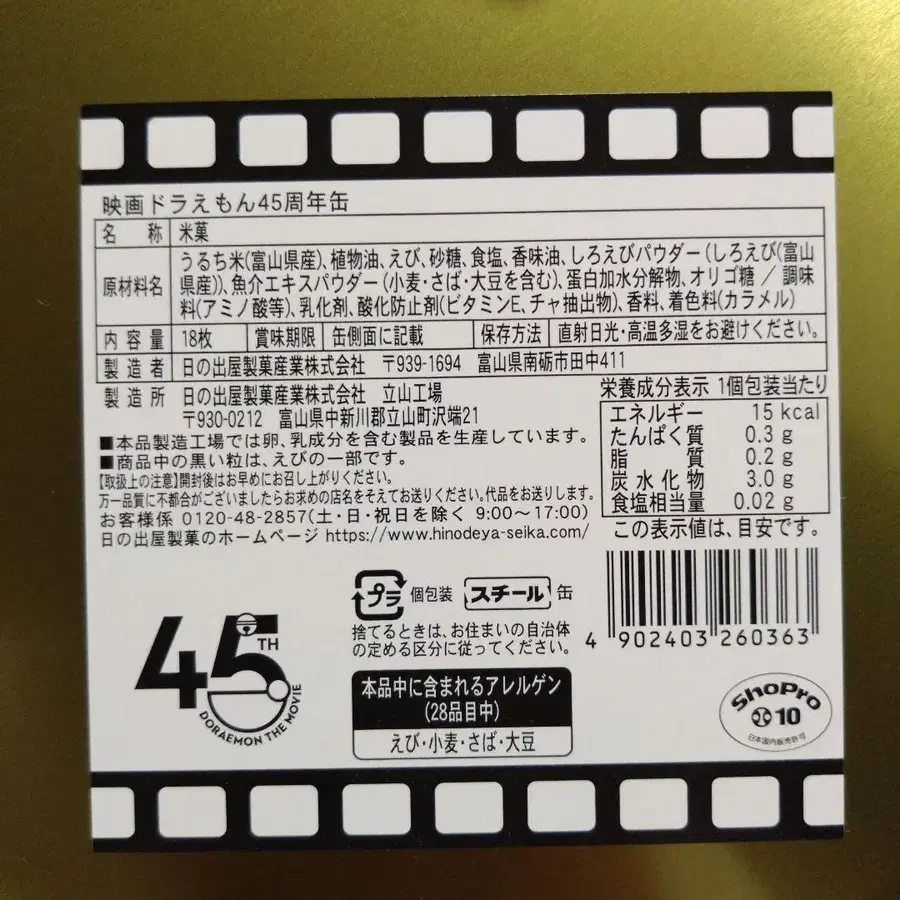 映画ドラえもん45周年缶
名称 米菓
原材料名 うるち米(富山県産)、植物油、えび、砂糖、食塩、香味油、しろえびパウダー(しろえび(富山
県産))、魚介エキスパウダー(小麦・さば・大豆を含む)、蛋白加水分解物、オリゴ糖／調味
料(アミノ酸等)、乳化剤、酸化防止剤(ビタミンE、チャ抽出物)、香料、着色料(カラメル)
内容量 18枚 賞味期限 缶側面に記載 保存方法 直射日光・高温多湿をお避けください。
製造者 日の出屋製菓産業株式会社 〒939-1694 富山県南砺市田中411
製造所 日の出屋製菓産業株式会社 立山工場
〒930-0212 富山県中新川郡立山町沢端21
■本品製造工場では卵、乳成分を含む製品を生産しています。
■商品中の黒い粒は、えびの一部です。
【取扱上の注意】開封後はお早めにお召し上がりください。
万一品質に不都合がございましたらお求めの店名をそえてお送りください。代品をお送りします。
お客様係 0120-48-2857(土・日・祝日を除く 9:00～17:00)
日の出屋製菓のホームページ https://www.hinodeya-seika.com/
栄養成分表示 1個包装当たり
エネルギー 15 kcal
たんぱく質 0.3 g
脂質 0.2 g
炭水化物 3.0 g
食塩相当量 0.02 g
この表示値は、目安です。
45TH
DORAEMON THE MOVIE
プラ 個包装 スチール 缶
捨てるときは、お住まいの自治体
の定める区分に従ってください。
本品中に含まれるアレルゲン
(28品目中)
えび・小麦・さば・大豆
4 902403 260363
ShoPro
10
日本国内販売許可